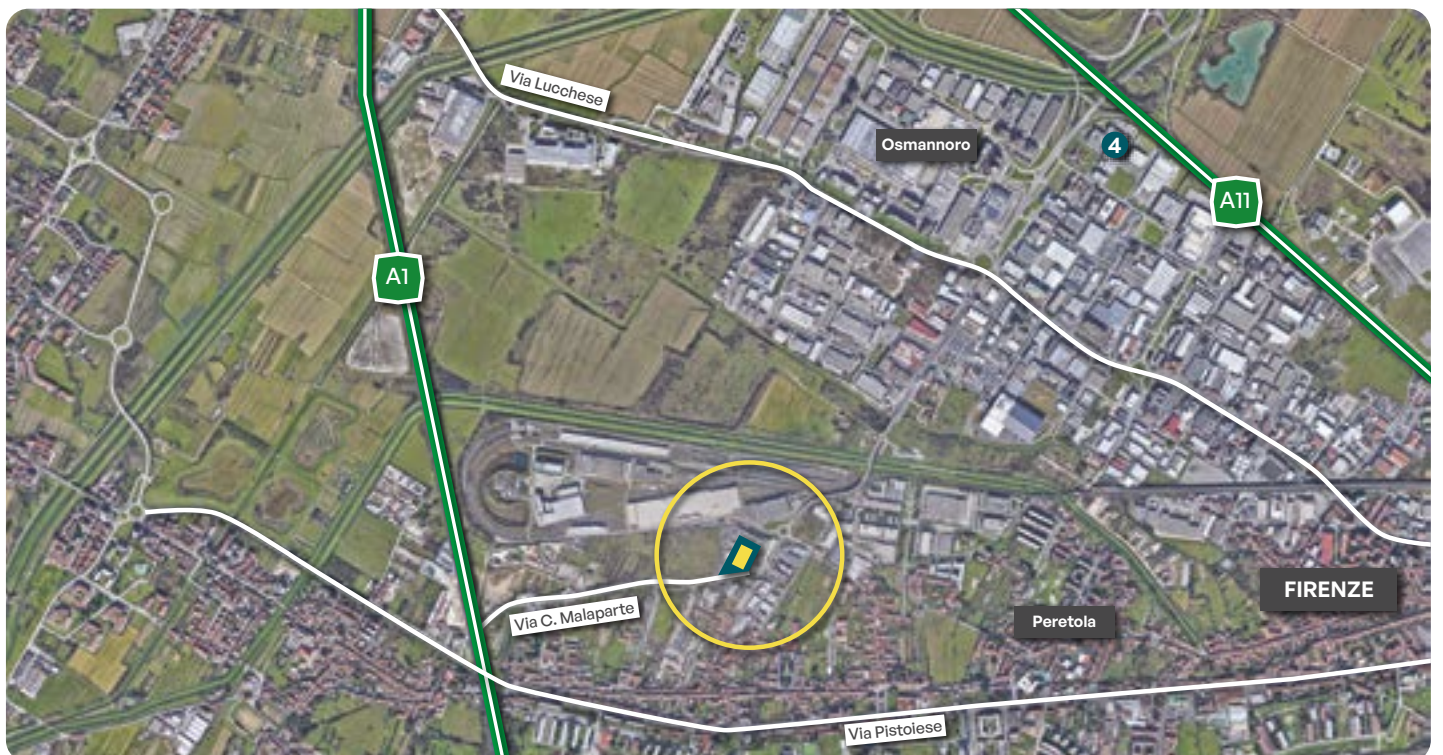 Via Lucchese
Osmannoro
4
A11
A1
Via C. Malaparte
FIRENZE
Peretola
Via Pistoiese